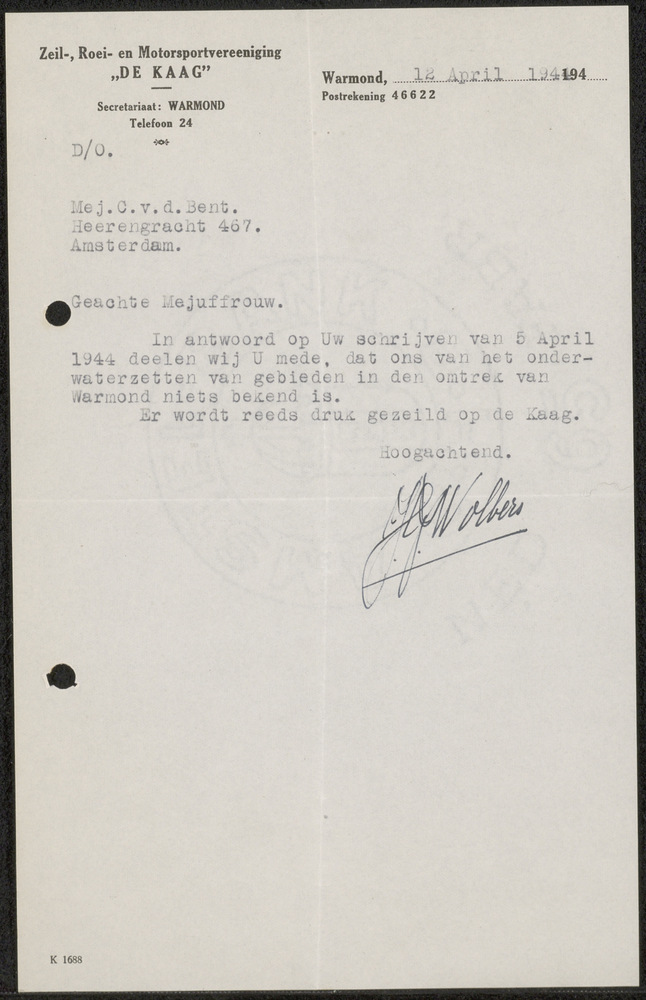 Zeil-, Roei- en Motorsportvereeniging
„DE KAAG”
Secretariaat: WARMOND
Telefoon 24
Warmond, 12 April 1944 194
Postrekening 46622
D/O.
Mej.C.v.d.Bent.
Heerengracht 467.
Amsterdam.
Geachte Mejuffrouw.
In antwoord op Uw schrijven van 5 April
1944 deelen wij U mede, dat ons van het onder-
waterzetten van gebieden in den omtrek van
Warmond niets bekend is.
Er wordt reeds druk gezeild op de Kaag.
Hoogachtend.
Wolbers
K 1688